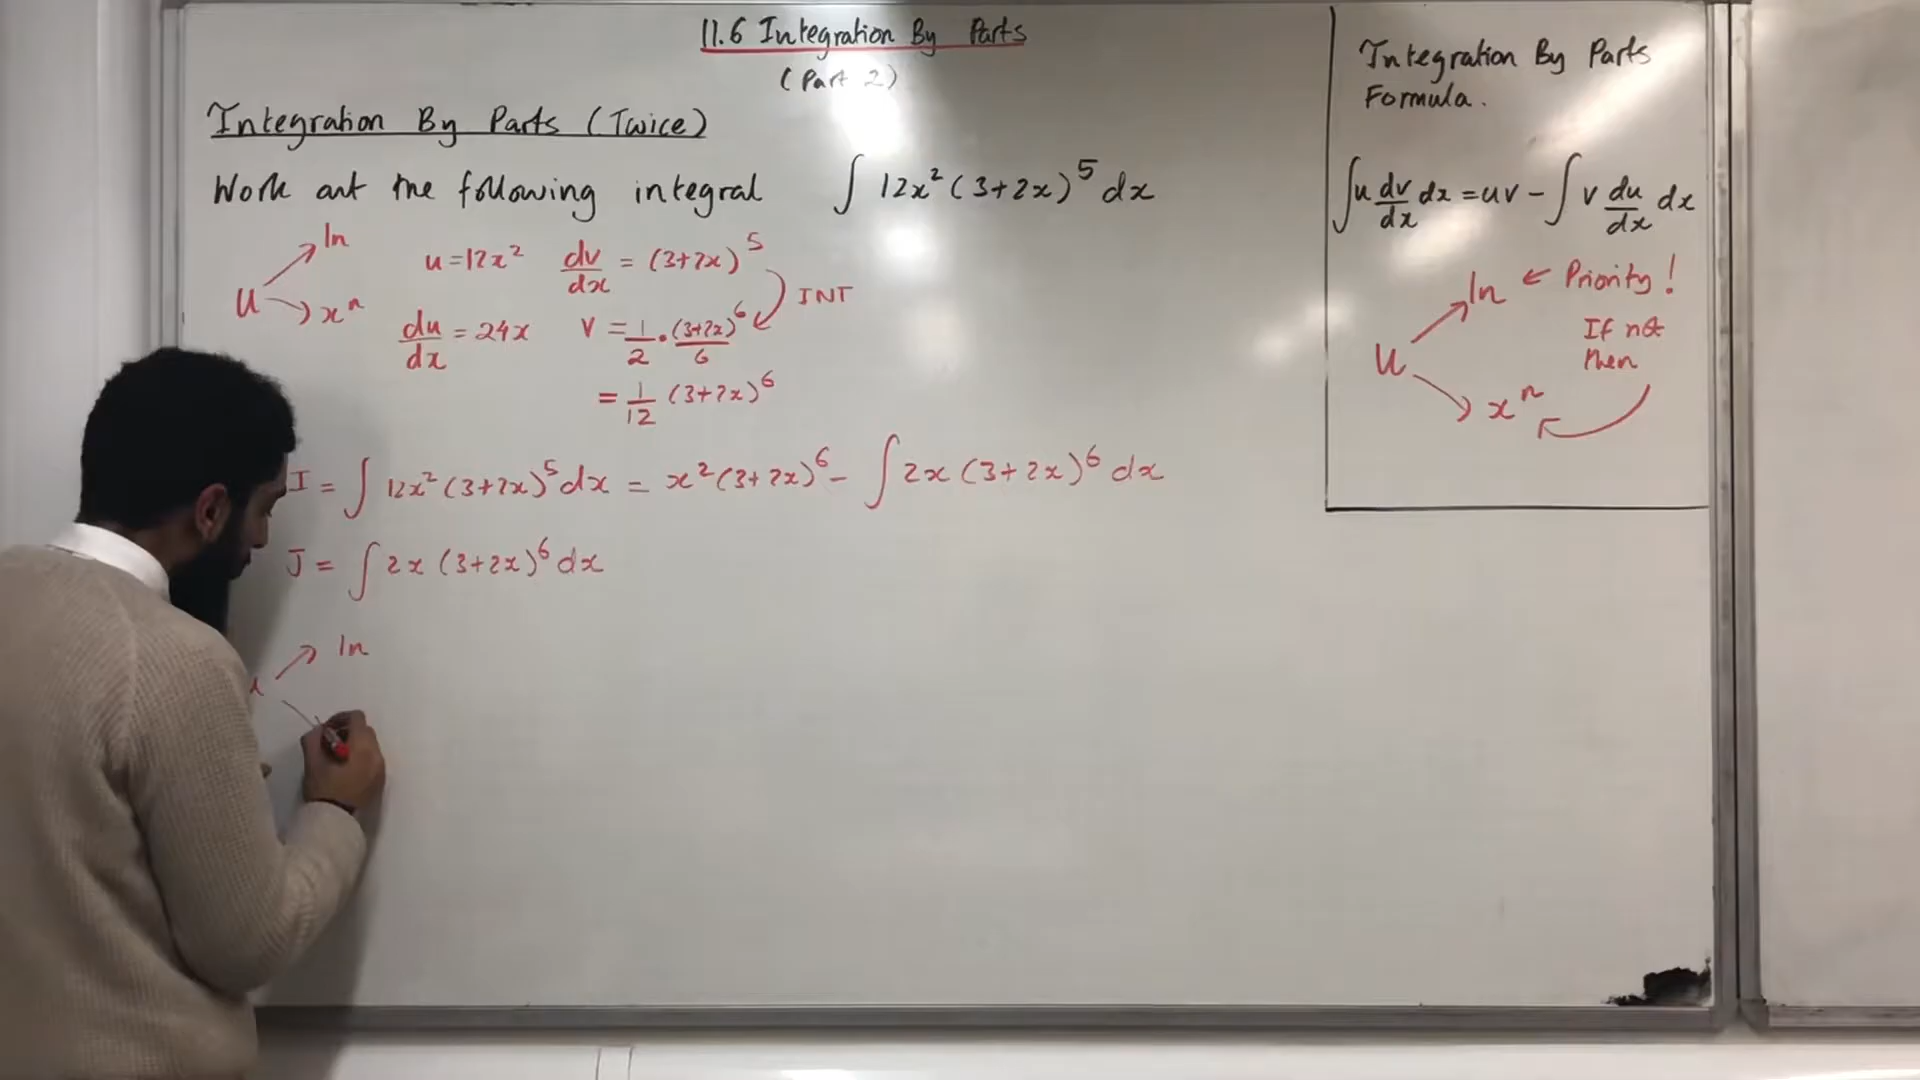 11.6 Integration By Parts
(Part 2)
Integration By Parts (Twice)
Work out the following integral ∫ 12x² (3+2x)⁵ dx
u → ln
u → xⁿ
u = 12x² dv/dx = (3+2x)⁵
INT
du/dx = 24x v = 1/2 · (3+2x)⁶/6
= 1/12 (3+2x)⁶
I = ∫ 12x² (3+2x)⁵ dx = x² (3+2x)⁶ − ∫ 2x (3+2x)⁶ dx
J = ∫ 2x (3+2x)⁶ dx
→ ln
Integration By Parts
Formula.
∫ u dv/dx dx = uv − ∫ v du/dx dx
u → ln ← Priority!
If not
then
→ xⁿ